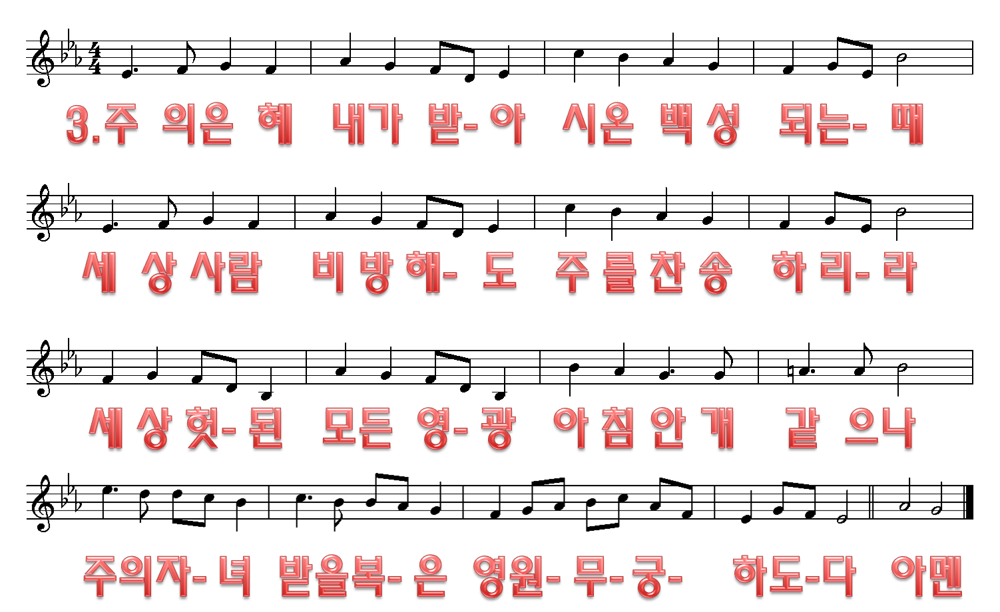 3.주 의은 혜 내가 받- 아 시온 백 성 되는- 때
세 상 사람 비 방 해- 도 주 를 찬 송 하 리- 라
세 상 헛- 된 모든 영- 광 아 침 안 개 같 으나
주의자- 녀 받을복- 은 영원- 무- 궁- 하도-다 아멘